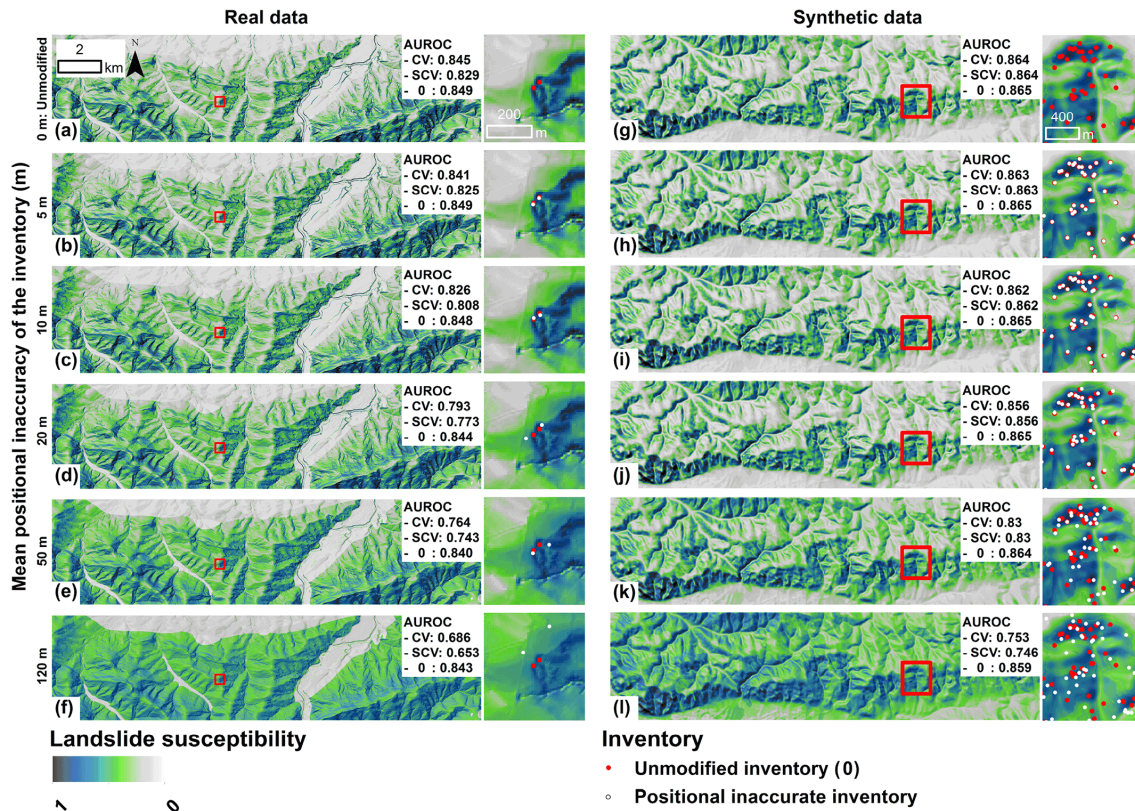 Real data
Synthetic data
Mean positional inaccuracy of the inventory (m)
0 m: Unmodified
2
km
N
(a)
AUROC
- CV: 0.845
- SCV: 0.829
- 0 : 0.849
200
m
(g)
AUROC
- CV: 0.864
- SCV: 0.864
- 0 : 0.865
400
m
5 m
(b)
AUROC
- CV: 0.841
- SCV: 0.825
- 0 : 0.849
(h)
AUROC
- CV: 0.863
- SCV: 0.863
- 0 : 0.865
10 m
(c)
AUROC
- CV: 0.826
- SCV: 0.808
- 0 : 0.848
(i)
AUROC
- CV: 0.862
- SCV: 0.862
- 0 : 0.865
20 m
(d)
AUROC
- CV: 0.793
- SCV: 0.773
- 0 : 0.844
(j)
AUROC
- CV: 0.856
- SCV: 0.856
- 0 : 0.865
50 m
(e)
AUROC
- CV: 0.764
- SCV: 0.743
- 0 : 0.840
(k)
AUROC
- CV: 0.83
- SCV: 0.83
- 0 : 0.864
120 m
(f)
AUROC
- CV: 0.686
- SCV: 0.653
- 0 : 0.843
(l)
AUROC
- CV: 0.753
- SCV: 0.746
- 0 : 0.859
Landslide susceptibility
1
0
Inventory
Unmodified inventory (0)
Positional inaccurate inventory